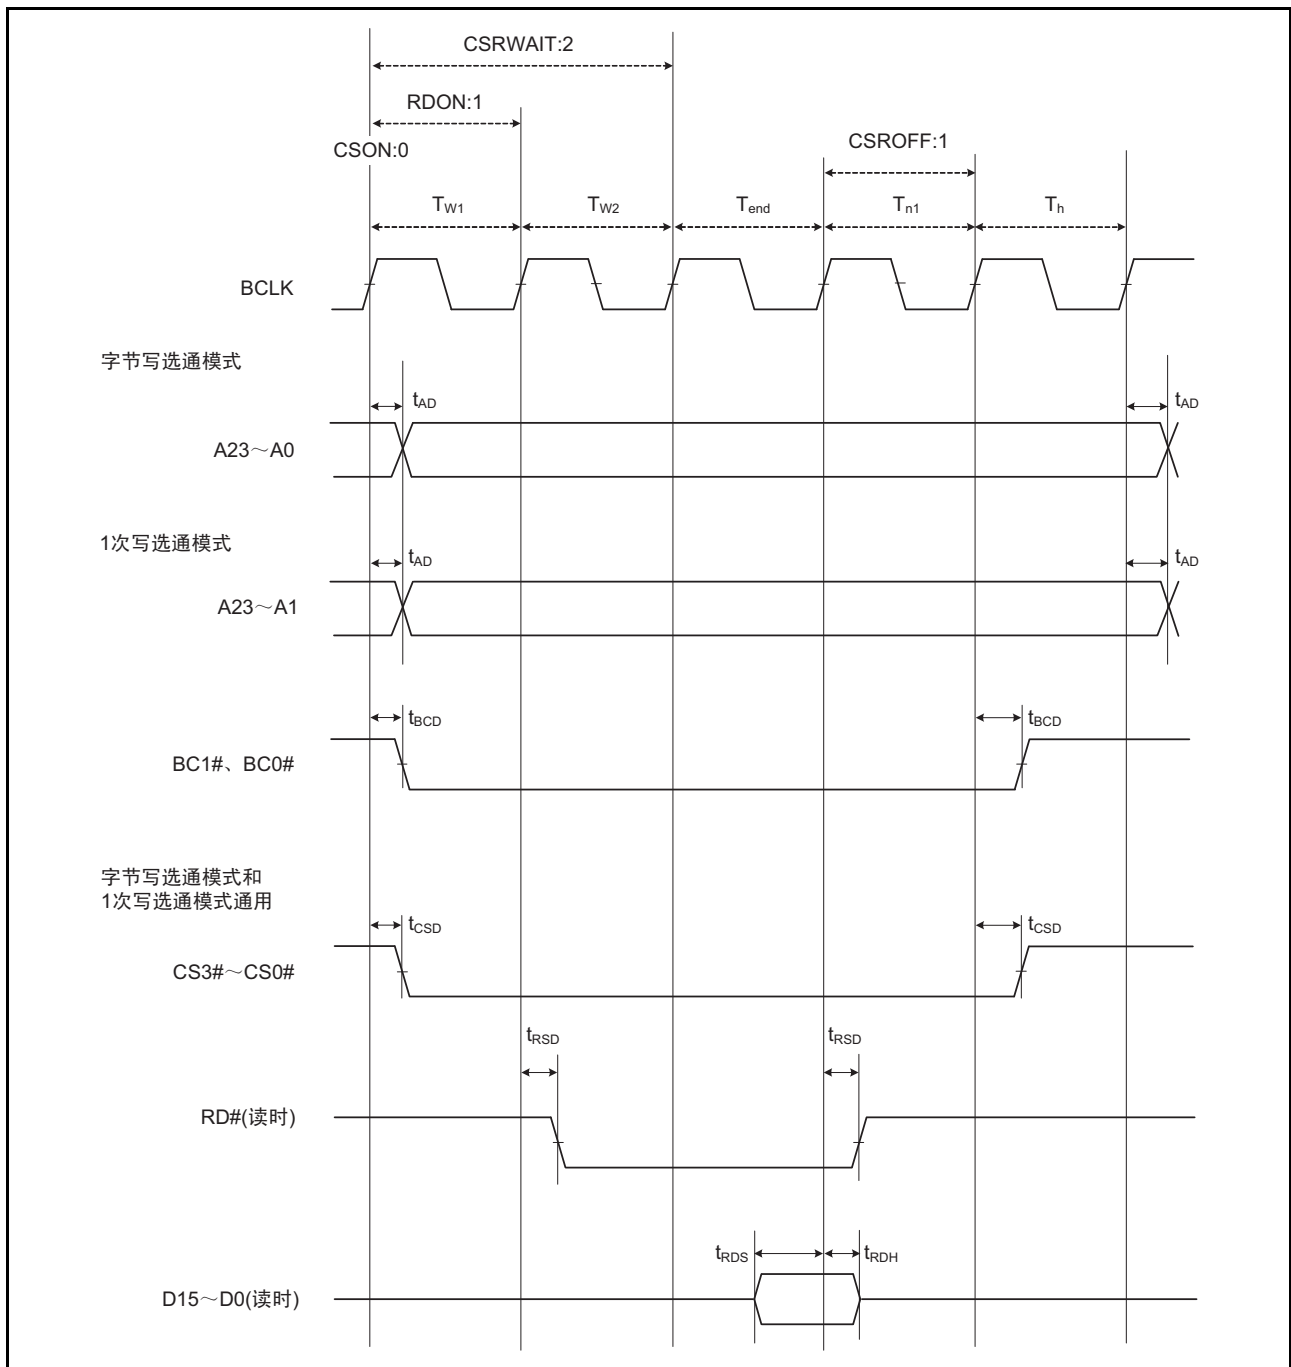 CSRWAIT:2
RDON:1
CSON:0
CSROFF:1
TW1
TW2
Tend
Tn1
Th
BCLK
字节写选通模式
tAD
tAD
A23～A0
1次写选通模式
tAD
tAD
A23～A1
tBCD
tBCD
BC1#、BC0#
字节写选通模式和
1次写选通模式通用
tCSD
tCSD
CS3#～CS0#
tRSD
tRSD
RD#(读时)
tRDS
tRDH
D15～D0(读时)